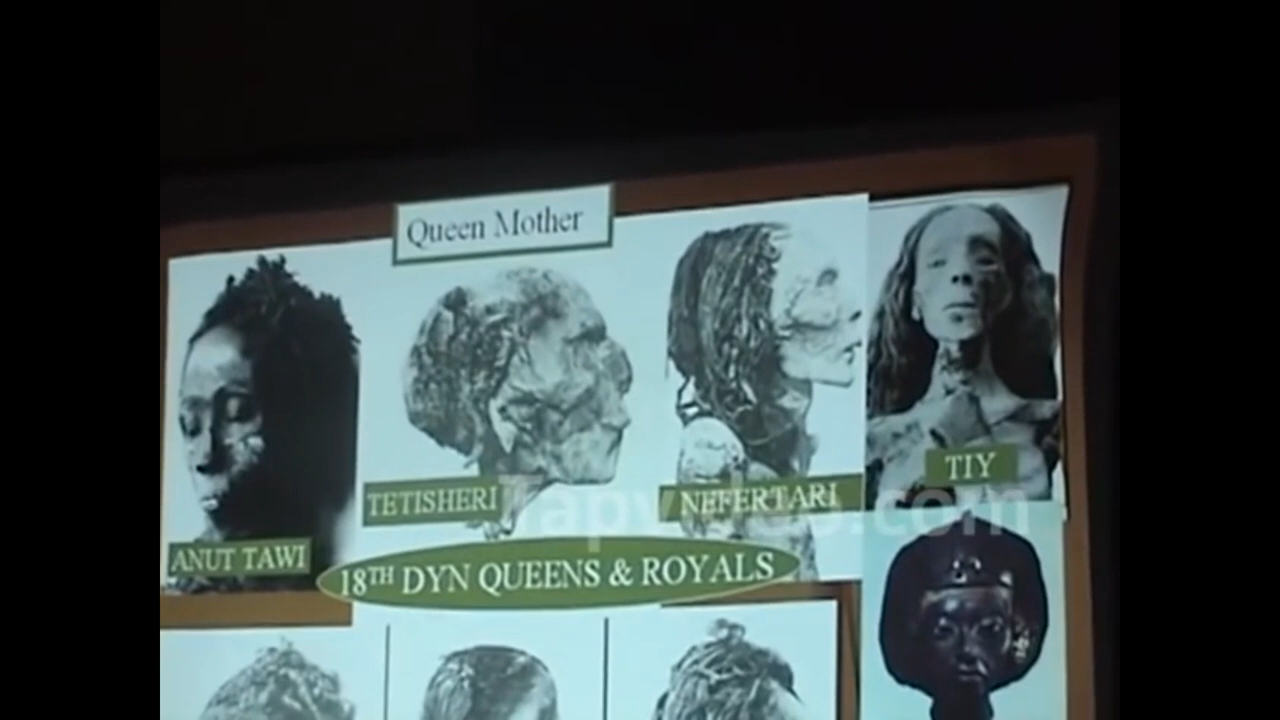 Queen Mother
TIY
TETISHERI
NEFERTARI
ANUT TAWI
18TH DYN QUEENS & ROYALS